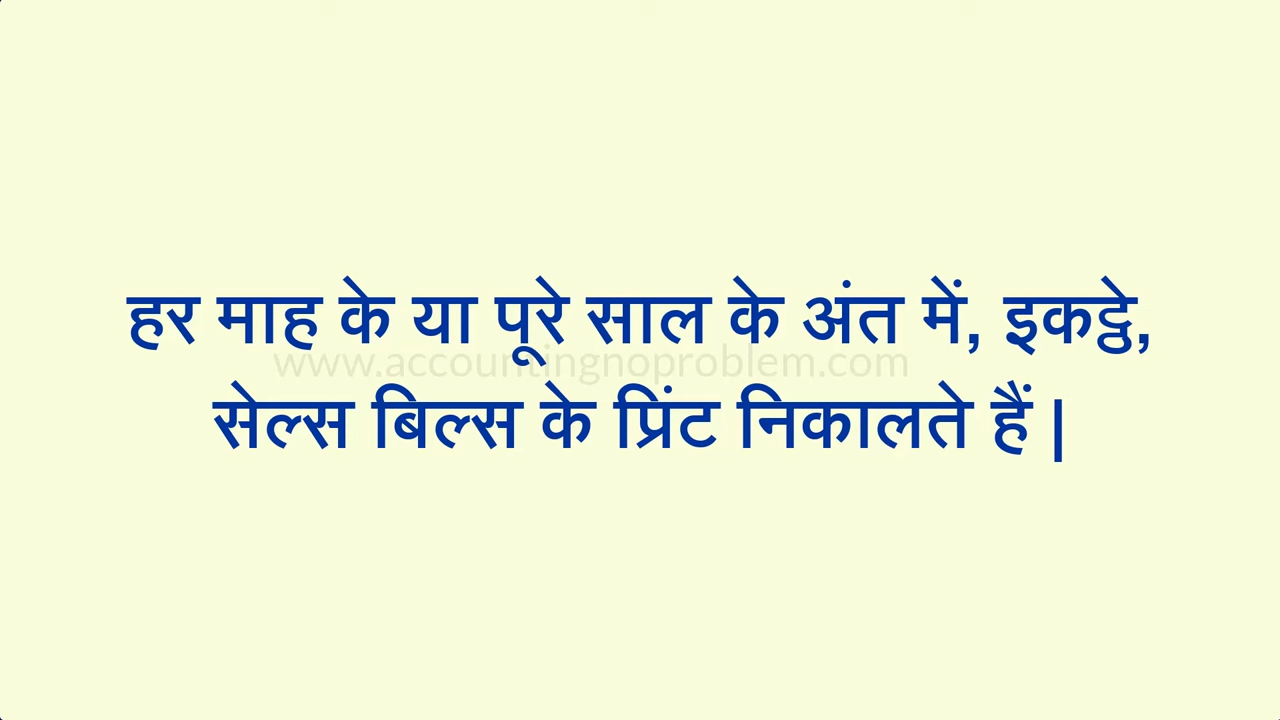 हर माह के या पूरे साल के अंत में, इकट्ठे,
www.accountingnoproblem.com
सेल्स बिल्स के प्रिंट निकालते हैं |